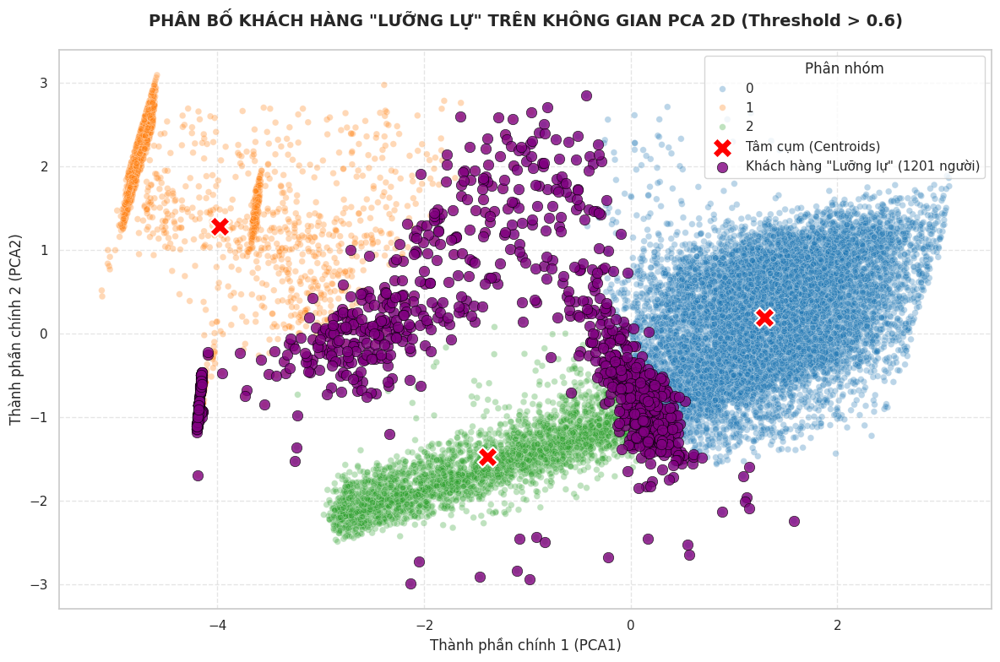 PHÂN BỐ KHÁCH HÀNG "LƯỠNG LỰ" TRÊN KHÔNG GIAN PCA 2D (Threshold > 0.6)
Phân nhóm
0
1
2
Tâm cụm (Centroids)
Khách hàng "Lưỡng lự" (1201 người)
Thành phần chính 2 (PCA2)
3
2
1
0
−1
−2
−3
−4
−2
0
2
Thành phần chính 1 (PCA1)